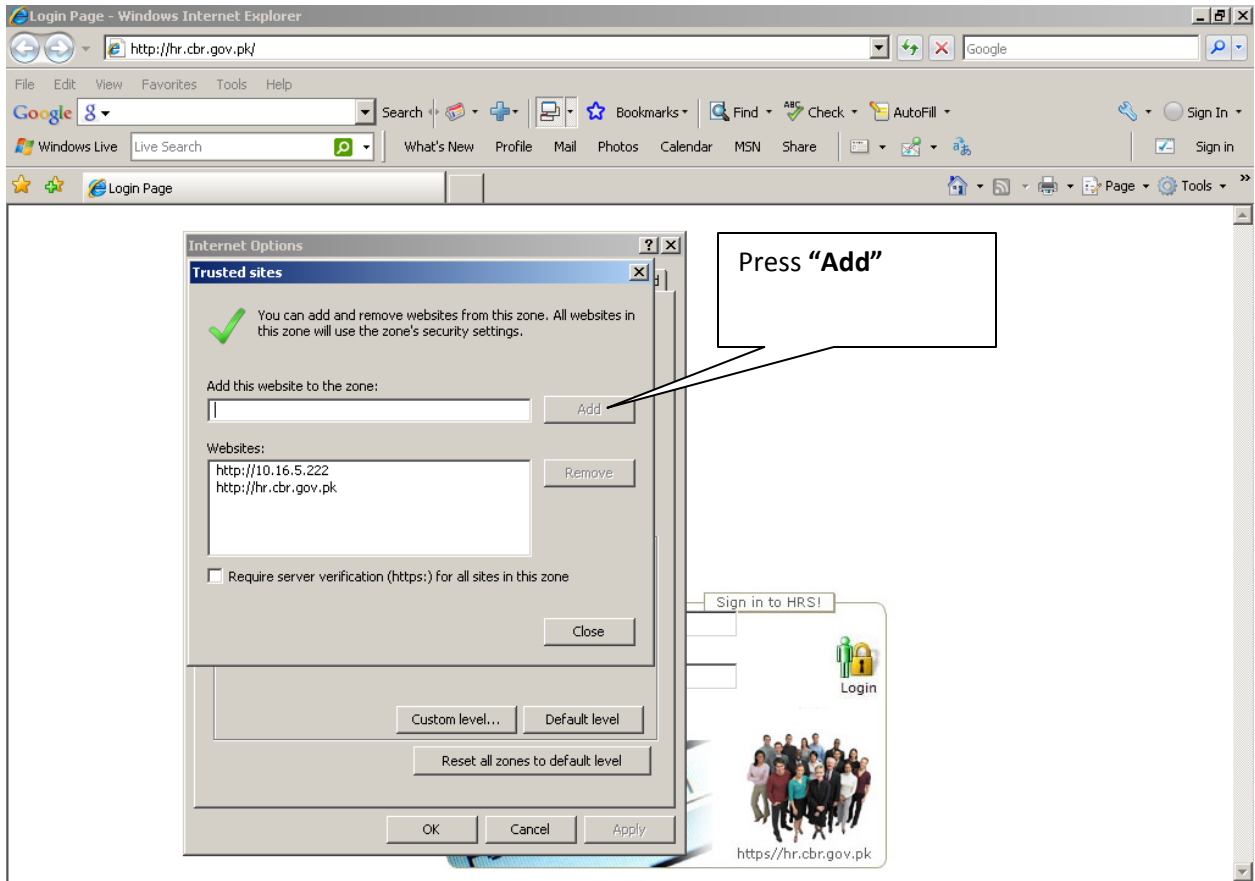 Login Page - Windows Internet Explorer
http://hr.cbr.gov.pk/
Google
File Edit View Favorites Tools Help
Google Search Bookmarks Find Check AutoFill Sign In
Windows Live Live Search What's New Profile Mail Photos Calendar MSN Share Sign in
Login Page Page Tools
Internet Options
Trusted sites
Press “Add”
You can add and remove websites from this zone. All websites in
this zone will use the zone's security settings.
Add this website to the zone:
Add
Websites:
http://10.16.5.222
http://hr.cbr.gov.pk
Remove
Require server verification (https:) for all sites in this zone
Close
Sign in to HRS!
Login
Custom level... Default level
Reset all zones to default level
OK Cancel Apply
https//hr.cbr.gov.pk